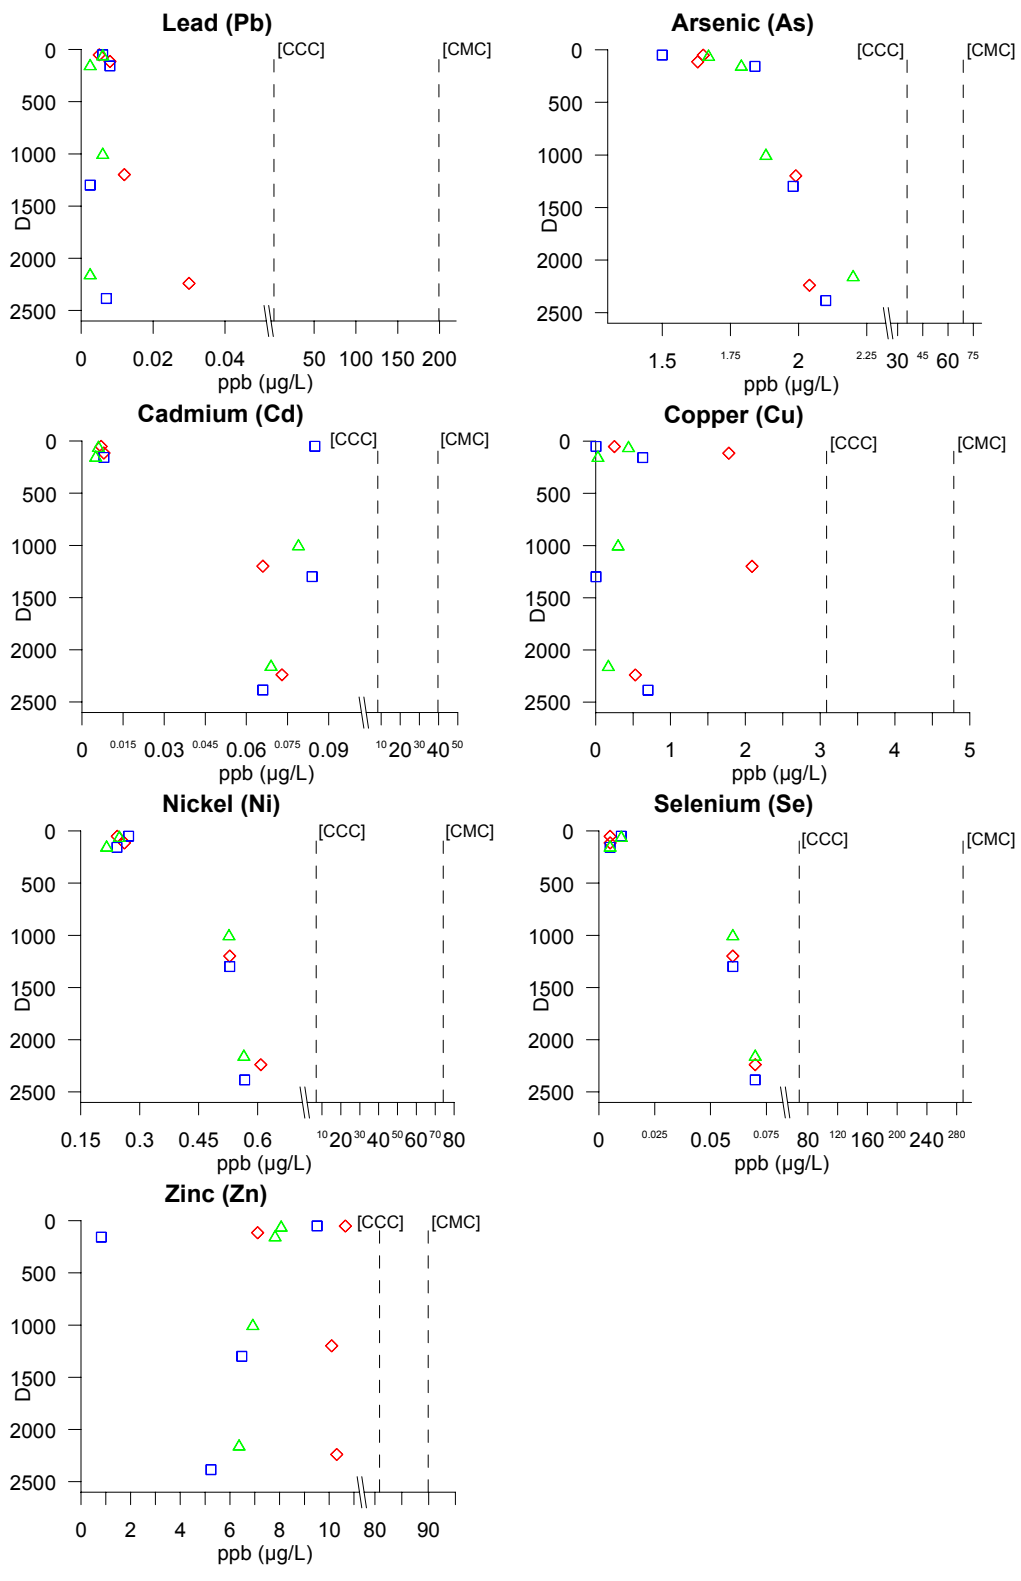 Lead (Pb)
[CCC] [CMC]
0
500
1000
1500
2000
2500
D
0 0.02 0.04 50 100 150 200
ppb (µg/L)
Arsenic (As)
[CCC] [CMC]
0
500
1000
1500
2000
2500
D
1.5 1.75 2 2.25 30 45 60 75
ppb (µg/L)
Cadmium (Cd)
[CCC] [CMC]
0
500
1000
1500
2000
2500
D
0 0.015 0.03 0.045 0.06 0.075 0.09 10 20 30 40 50
ppb (µg/L)
Copper (Cu)
[CCC] [CMC]
0
500
1000
1500
2000
2500
D
0 1 2 3 4 5
ppb (µg/L)
Nickel (Ni)
[CCC] [CMC]
0
500
1000
1500
2000
2500
D
0.15 0.3 0.45 0.6 10 20 30 40 50 60 70 80
ppb (µg/L)
Selenium (Se)
[CCC] [CMC]
0
500
1000
1500
2000
2500
D
0 0.025 0.05 0.075 80 120 160 200 240 280
ppb (µg/L)
Zinc (Zn)
[CCC] [CMC]
0
500
1000
1500
2000
2500
D
0 2 4 6 8 10 80 90
ppb (µg/L)